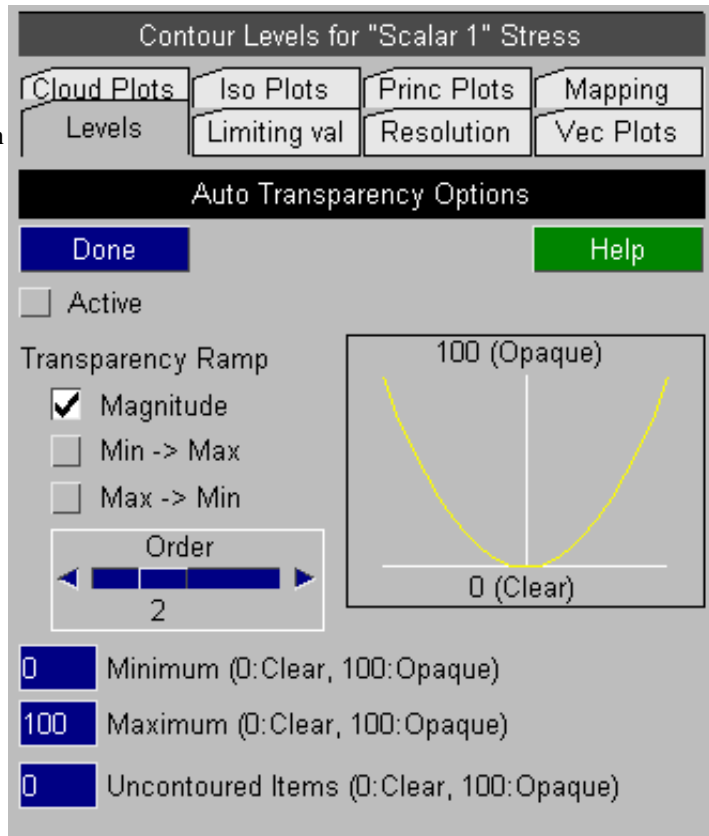 Contour Levels for "Scalar 1" Stress
Cloud Plots Iso Plots Princ Plots Mapping
Levels Limiting val Resolution Vec Plots
Auto Transparency Options
Done Help
Active
Transparency Ramp
Magnitude
Min -> Max
Max -> Min
Order
2
100 (Opaque)
0 (Clear)
0 Minimum (0:Clear, 100:Opaque)
100 Maximum (0:Clear, 100:Opaque)
0 Uncontoured Items (0:Clear, 100:Opaque)